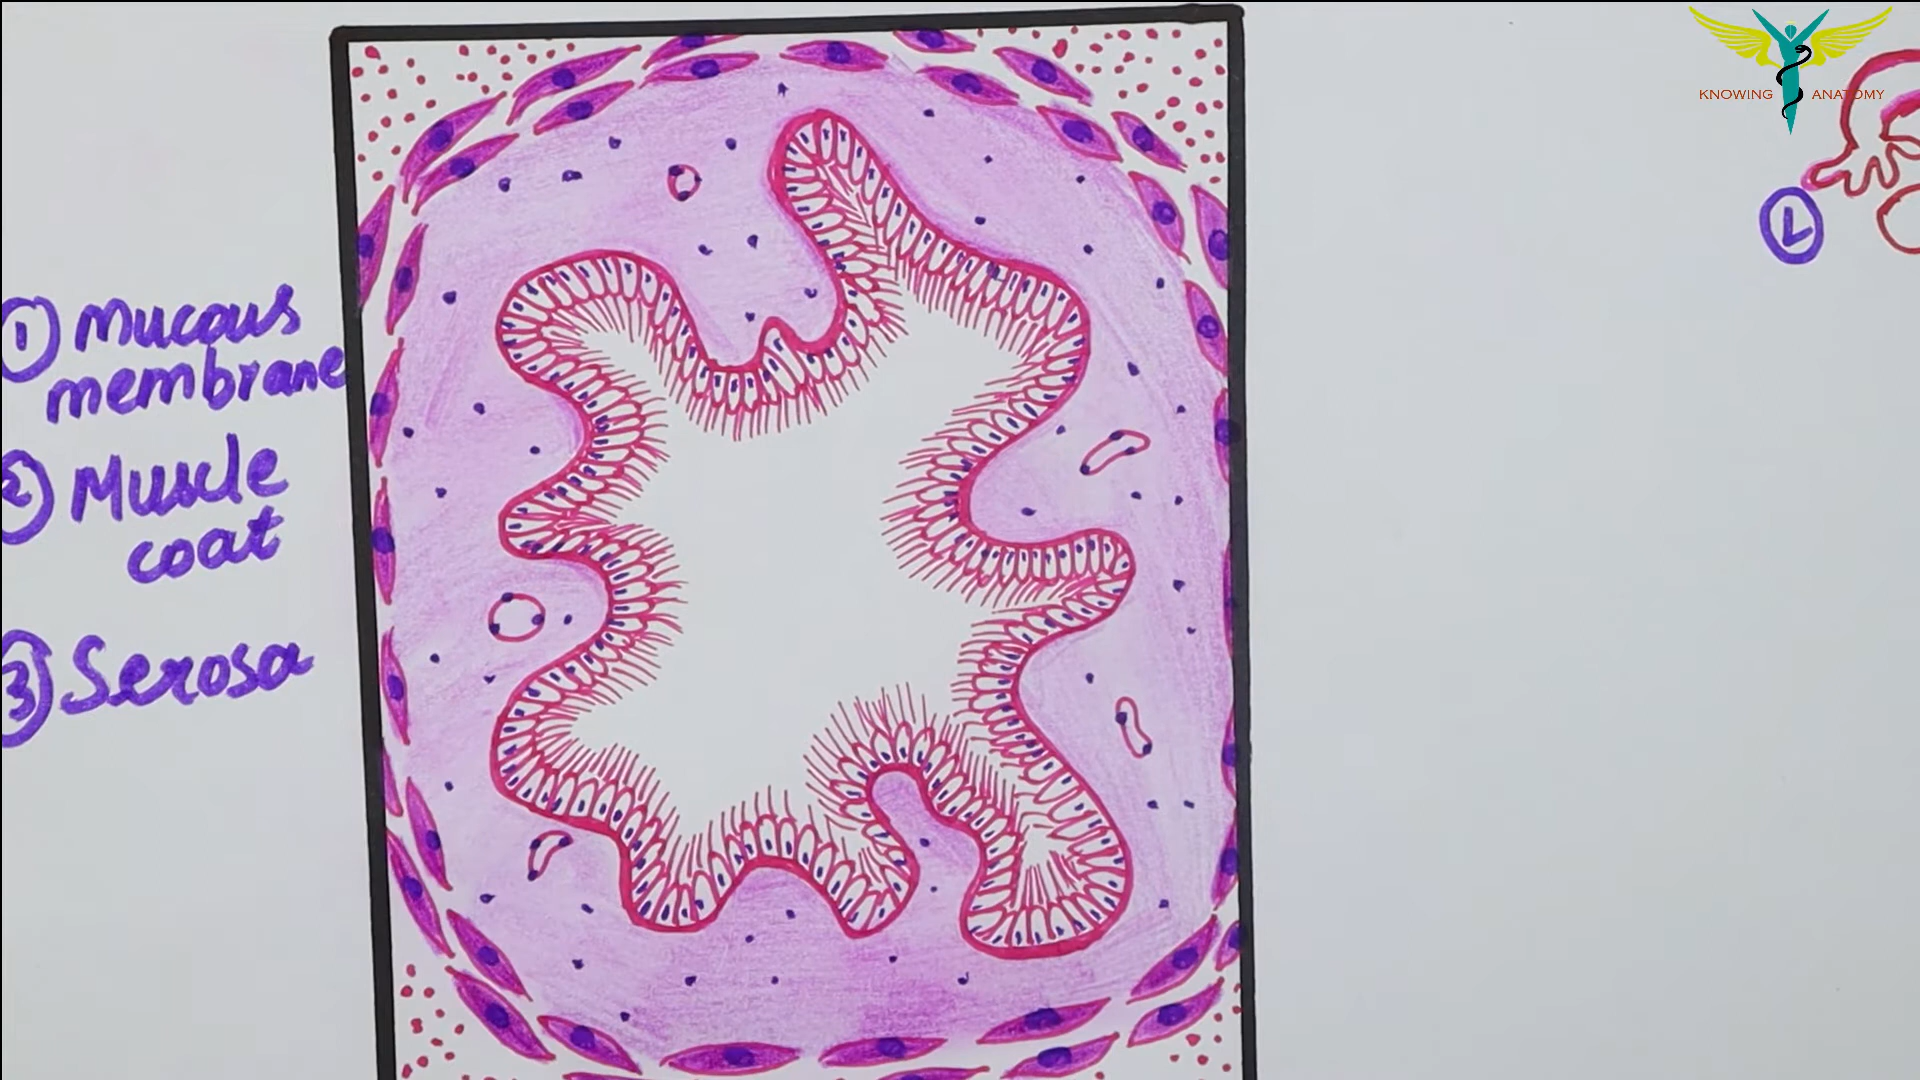 ① Mucous
membrane
② Muscle
coat
③ Serosa
KNOWING ANATOMY
L